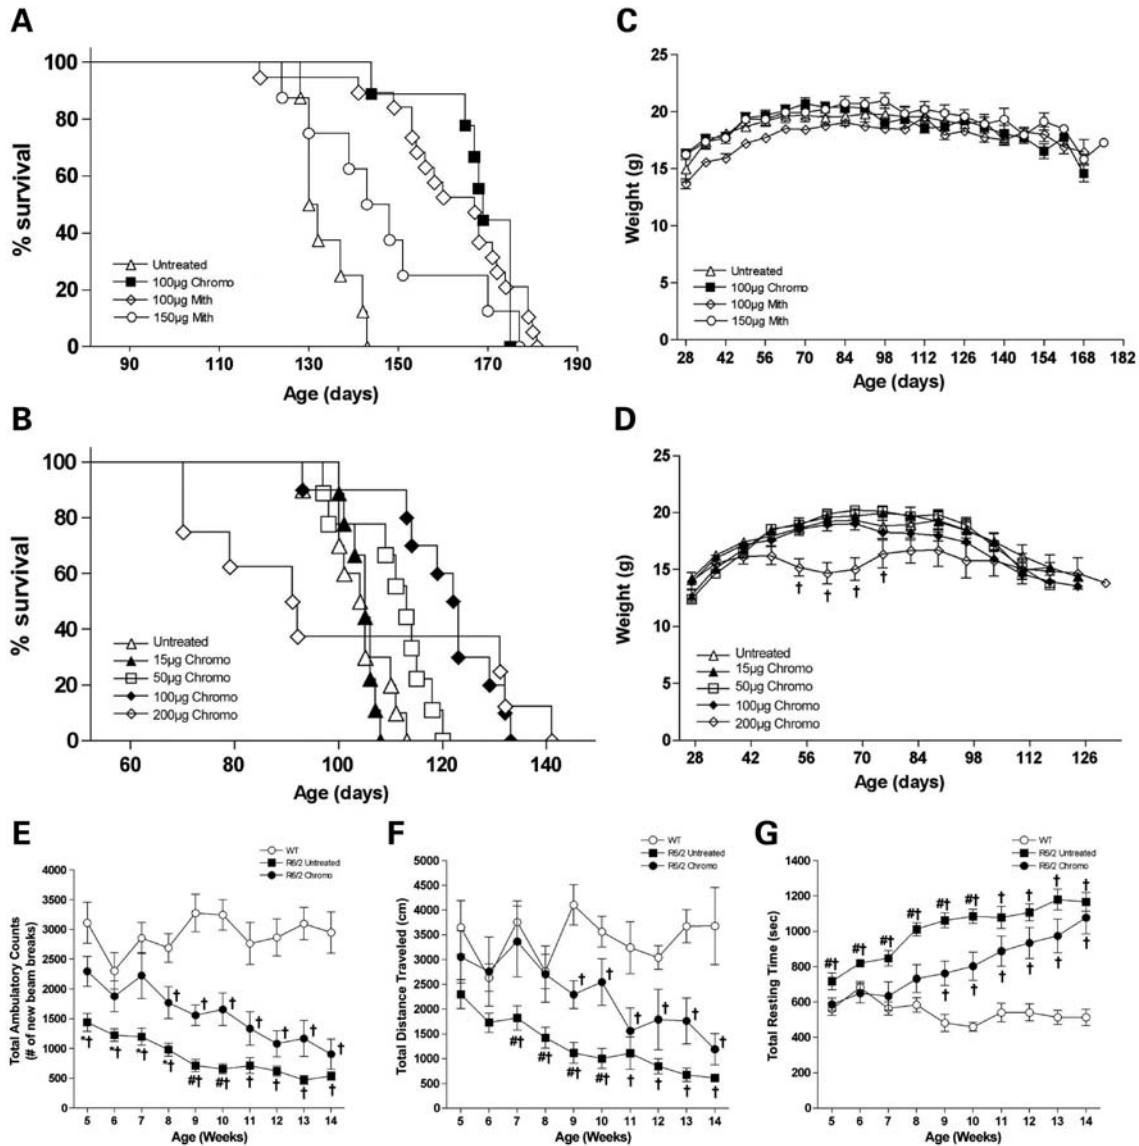 A
% survival
100
80
60
40
20
0
Untreated
100µg Chromo
100µg Mith
150µg Mith
90 110 130 150 170 190
Age (days)
C
Weight (g)
25
20
15
10
5
0
Untreated
100µg Chromo
100µg Mith
150µg Mith
28 42 56 70 84 98 112 126 140 154 168 182
Age (days)
B
% survival
100
80
60
40
20
0
Untreated
15µg Chromo
50µg Chromo
100µg Chromo
200µg Chromo
60 80 100 120 140
Age (days)
D
Weight (g)
25
20
15
10
5
0
† † † †
Untreated
15µg Chromo
50µg Chromo
100µg Chromo
200µg Chromo
28 42 56 70 84 98 112 126
Age (days)
E
WT
R6/2 Untreated
R6/2 Chromo
Total Ambulatory Counts
(# of new beam breaks)
4000
3500
3000
2500
2000
1500
1000
500
0
† † † † † † †
*† *† *† *† #† #† † † † †
5 6 7 8 9 10 11 12 13 14
Age (Weeks)
F
WT
R6/2 Untreated
R6/2 Chromo
Total Distance Traveled (cm)
5000
4500
4000
3500
3000
2500
2000
1500
1000
500
0
† † † † † †
#† #† #† #† † † † †
5 6 7 8 9 10 11 12 13 14
Age (Weeks)
G
WT
R6/2 Untreated
R6/2 Chromo
Total Resting Time (sec)
1400
1200
1000
800
600
400
200
0
#† #† #† #† #† #† † † † †
† † † † † †
5 6 7 8 9 10 11 12 13 14
Age (Weeks)